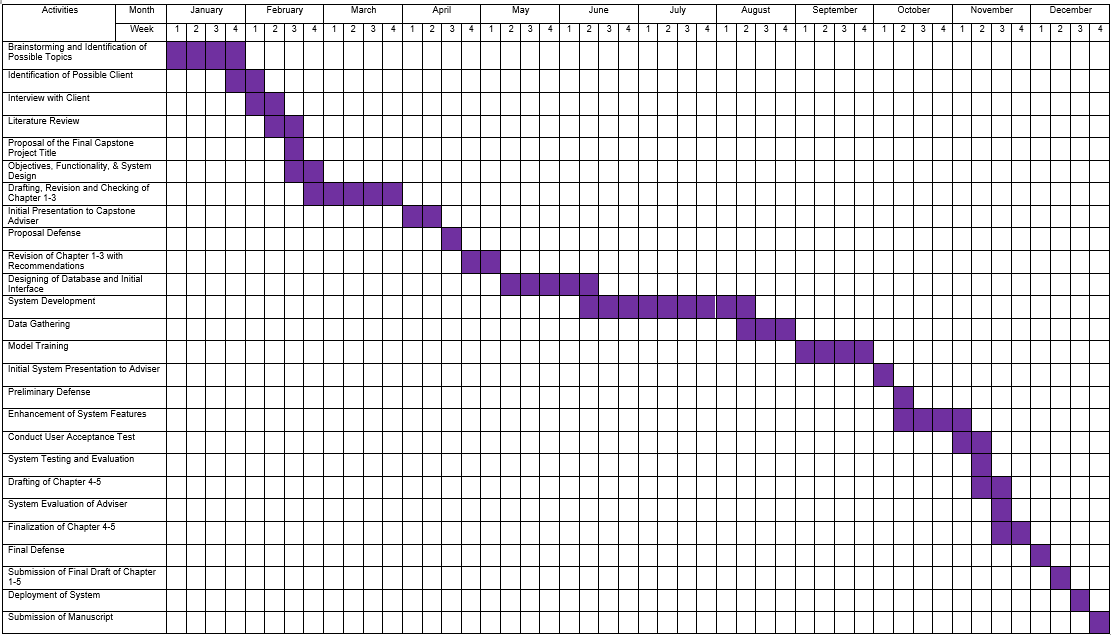 Activities Month January February March April May June July August September October November December
Week 1 2 3 4 1 2 3 4 1 2 3 4 1 2 3 4 1 2 3 4 1 2 3 4 1 2 3 4 1 2 3 4 1 2 3 4 1 2 3 4 1 2 3 4 1 2 3 4
Brainstorming and Identification of
Possible Topics
Identification of Possible Client
Interview with Client
Literature Review
Proposal of the Final Capstone
Project Title
Objectives, Functionality, & System
Design
Drafting, Revision and Checking of
Chapter 1-3
Initial Presentation to Capstone
Adviser
Proposal Defense
Revision of Chapter 1-3 with
Recommendations
Designing of Database and Initial
Interface
System Development
Data Gathering
Model Training
Initial System Presentation to Adviser
Preliminary Defense
Enhancement of System Features
Conduct User Acceptance Test
System Testing and Evaluation
Drafting of Chapter 4-5
System Evaluation of Adviser
Finalization of Chapter 4-5
Final Defense
Submission of Final Draft of Chapter
1-5
Deployment of System
Submission of Manuscript